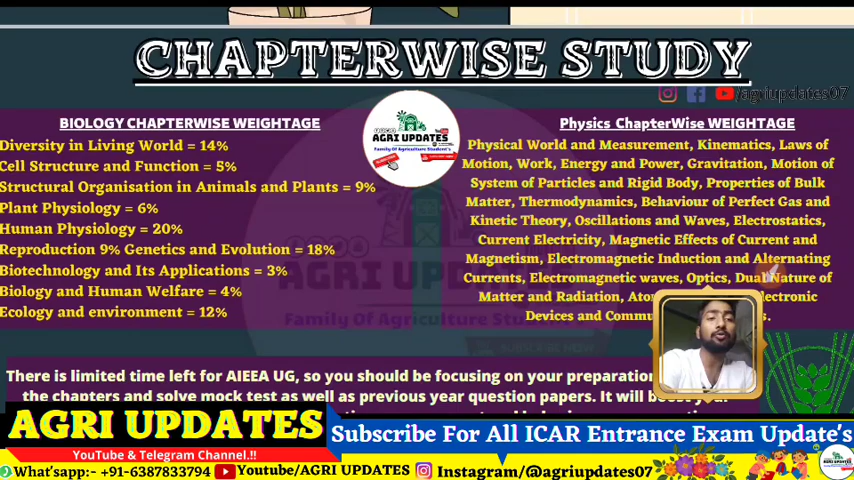 CHAPTERWISE STUDY
/agriupdates07
BIOLOGY CHAPTERWISE WEIGHTAGE
Diversity in Living World = 14%
Cell Structure and Function = 5%
Structural Organisation in Animals and Plants = 9%
Plant Physiology = 6%
Human Physiology = 20%
Reproduction 9% Genetics and Evolution = 18%
Biotechnology and Its Applications = 3%
Biology and Human Welfare = 4%
Ecology and environment = 12%
AGRI UPDATES
Family Of Agriculture Student's
Physics ChapterWise WEIGHTAGE
Physical World and Measurement, Kinematics, Laws of
Motion, Work, Energy and Power, Gravitation, Motion of
System of Particles and Rigid Body, Properties of Bulk
Matter, Thermodynamics, Behaviour of Perfect Gas and
Kinetic Theory, Oscillations and Waves, Electrostatics,
Current Electricity, Magnetic Effects of Current and
Magnetism, Electromagnetic Induction and Alternating
Currents, Electromagnetic waves, Optics, Dual Nature of
Matter and Radiation,
Devices and
AGRI UPDATES
Family Of Agriculture Student's
SUBSCRIBE NOW
There is limited time left for AIEEA UG, so you should be focusing on your preparation
the chapters and solve mock test as well as previous year question papers. It will
AGRI UPDATES
YouTube & Telegram Channel.!!
Subscribe For All ICAR Entrance Exam Update's
What'sapp:- +91-6387833794
Youtube/AGRI UPDATES
Instagram/@agriupdates07